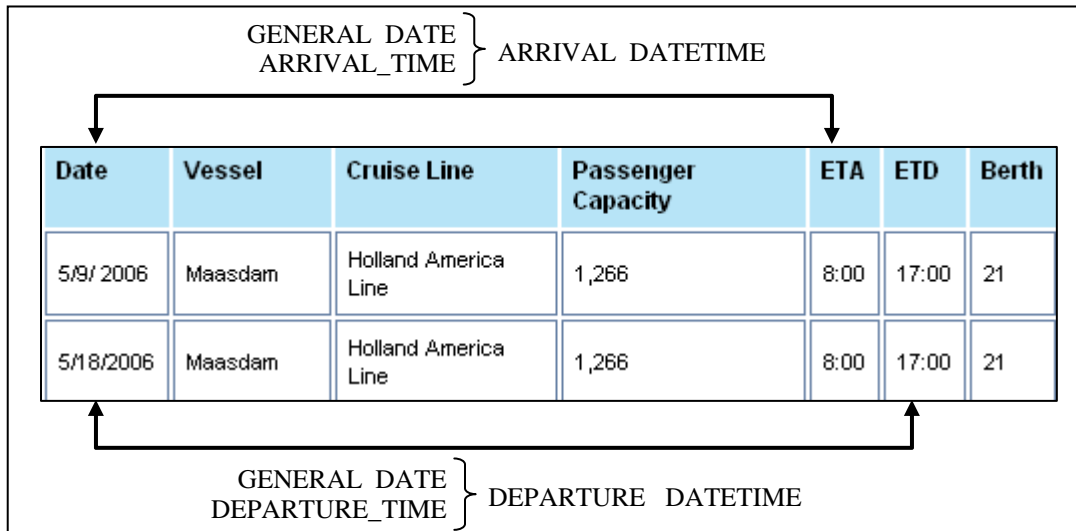 GENERAL DATE
ARRIVAL_TIME
ARRIVAL DATETIME
Date Vessel Cruise Line Passenger Capacity ETA ETD Berth
5/9/ 2006 Maasdam Holland America Line 1,266 8:00 17:00 21
5/18/2006 Maasdam Holland America Line 1,266 8:00 17:00 21
GENERAL DATE
DEPARTURE_TIME
DEPARTURE DATETIME